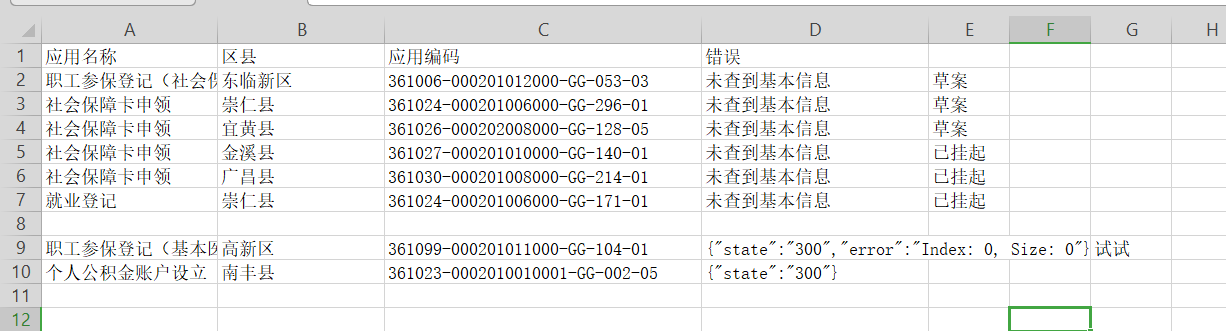 A B C D E F G H
1 应用名称 区县 应用编码 错误
2 职工参保登记（社会保 东临新区 361006-000201012000-GG-053-03 未查到基本信息 草案
3 社会保障卡申领 崇仁县 361024-000201006000-GG-296-01 未查到基本信息 草案
4 社会保障卡申领 宜黄县 361026-000202008000-GG-128-05 未查到基本信息 草案
5 社会保障卡申领 金溪县 361027-000201010000-GG-140-01 未查到基本信息 已挂起
6 社会保障卡申领 广昌县 361030-000201008000-GG-214-01 未查到基本信息 已挂起
7 就业登记 崇仁县 361024-000201006000-GG-171-01 未查到基本信息 已挂起
8
9 职工参保登记（基本医 高新区 361099-000201011000-GG-104-01 {"state":"300","error":"Index: 0, Size: 0"} 试试
10 个人公积金账户设立 南丰县 361023-0002010010001-GG-002-05 {"state":"300"}
11
12